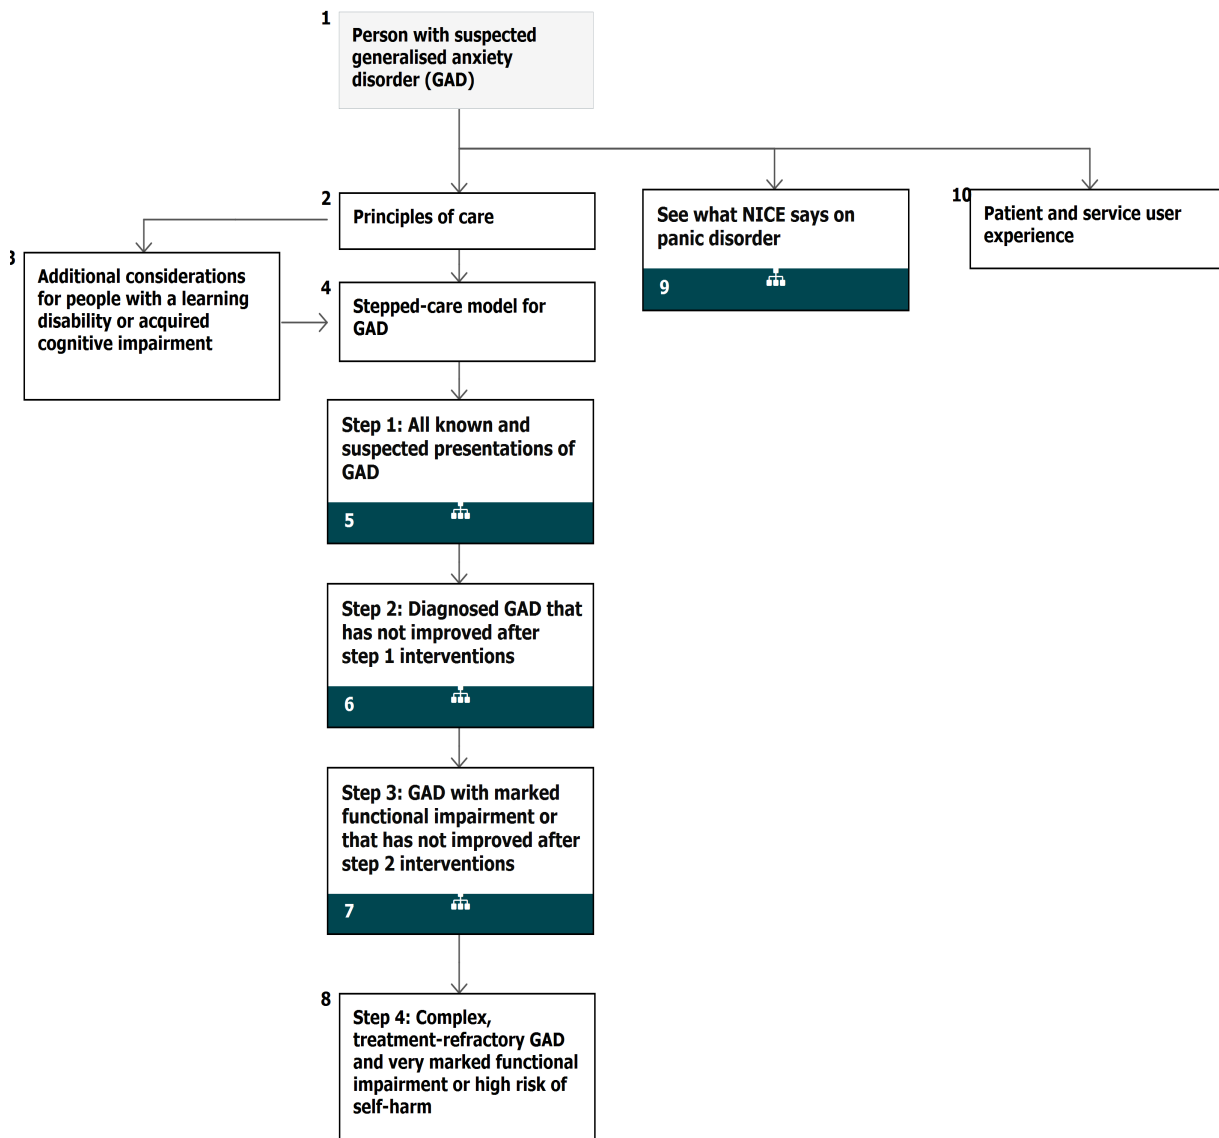 1
Person with suspected
generalised anxiety
disorder (GAD)
2
Principles of care
See what NICE says on
panic disorder
9
10
Patient and service user
experience
3
Additional considerations
for people with a learning
disability or acquired
cognitive impairment
4
Stepped-care model for
GAD
Step 1: All known and
suspected presentations of
GAD
5
Step 2: Diagnosed GAD that
has not improved after
step 1 interventions
6
Step 3: GAD with marked
functional impairment or
that has not improved after
step 2 interventions
7
8
Step 4: Complex,
treatment-refractory GAD
and very marked functional
impairment or high risk of
self-harm